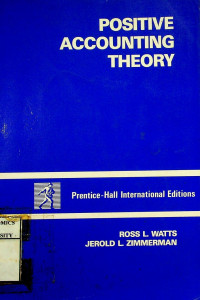 POSITIVE
ACCOUNTING
THEORY
Prentice-Hall International Editions
ROSS L. WATTS
JEROLD L. ZIMMERMAN